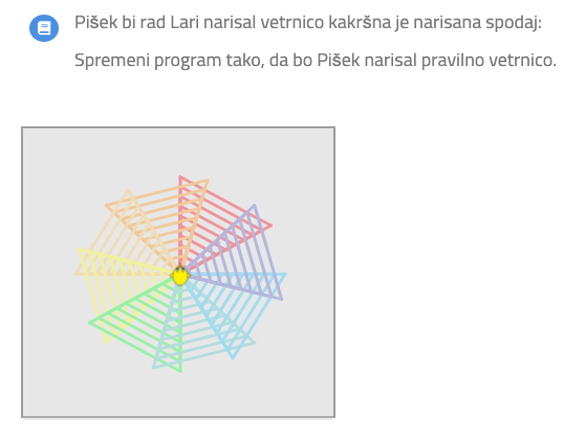 Pišek bi rad Lari narisal vetrnico kakršna je narisana spodaj:
Spremeni program tako, da bo Pišek narisal pravilno vetrnico.